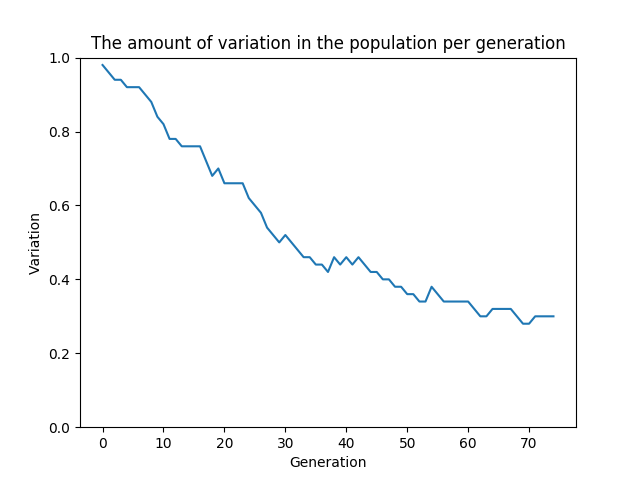 The amount of variation in the population per generation
1.0
0.8
0.6
0.4
0.2
0.0
Variation
0 10 20 30 40 50 60 70
Generation